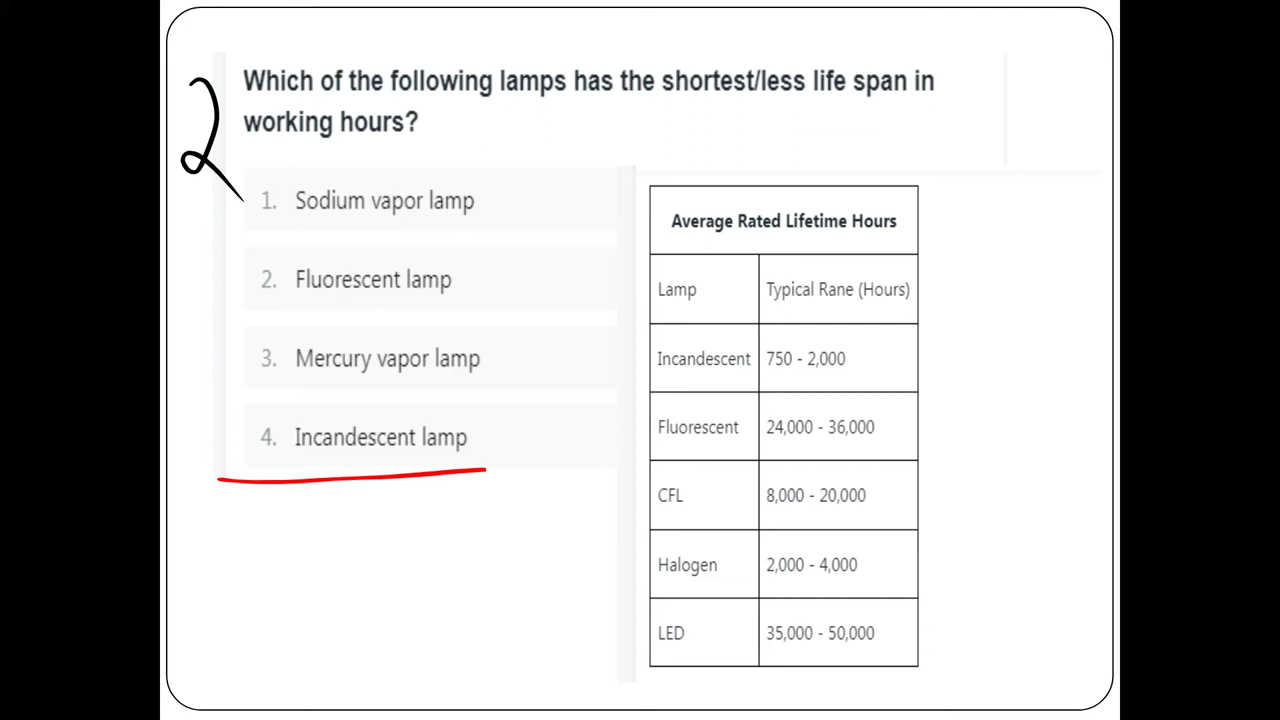 2
Which of the following lamps has the shortest/less life span in
working hours?
1. Sodium vapor lamp
2. Fluorescent lamp
3. Mercury vapor lamp
4. Incandescent lamp
Average Rated Lifetime Hours
Lamp Typical Rane (Hours)
Incandescent 750 - 2,000
Fluorescent 24,000 - 36,000
CFL 8,000 - 20,000
Halogen 2,000 - 4,000
LED 35,000 - 50,000